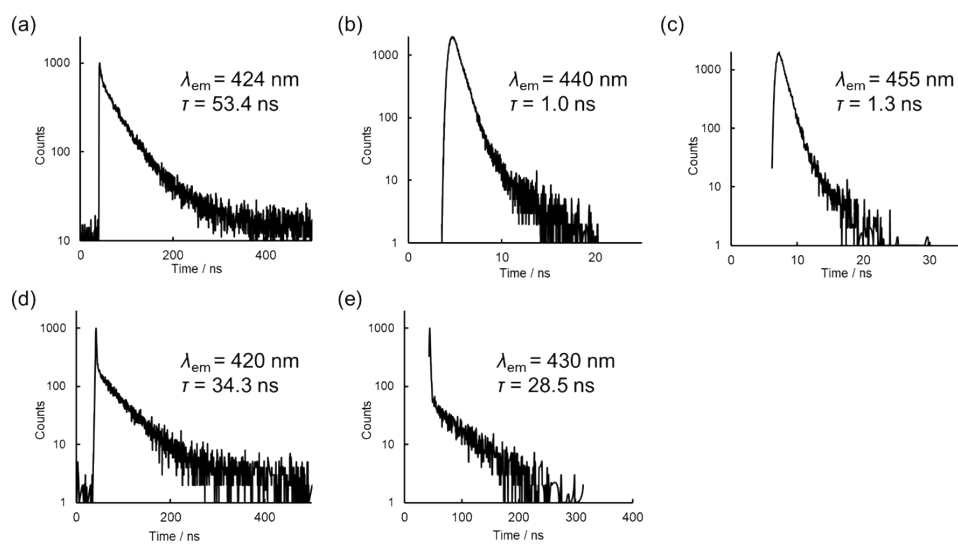 (a)
1000
100
10
Counts
0
200
400
Time / ns
λem = 424 nm
τ = 53.4 ns
(b)
1000
100
10
1
Counts
0
10
20
Time / ns
λem = 440 nm
τ = 1.0 ns
(c)
1000
100
10
1
Counts
0
10
20
30
Time / ns
λem = 455 nm
τ = 1.3 ns
(d)
1000
100
10
1
Counts
0
200
400
Time / ns
λem = 420 nm
τ = 34.3 ns
(e)
1000
100
10
1
Counts
0
100
200
300
400
Time / ns
λem = 430 nm
τ = 28.5 ns